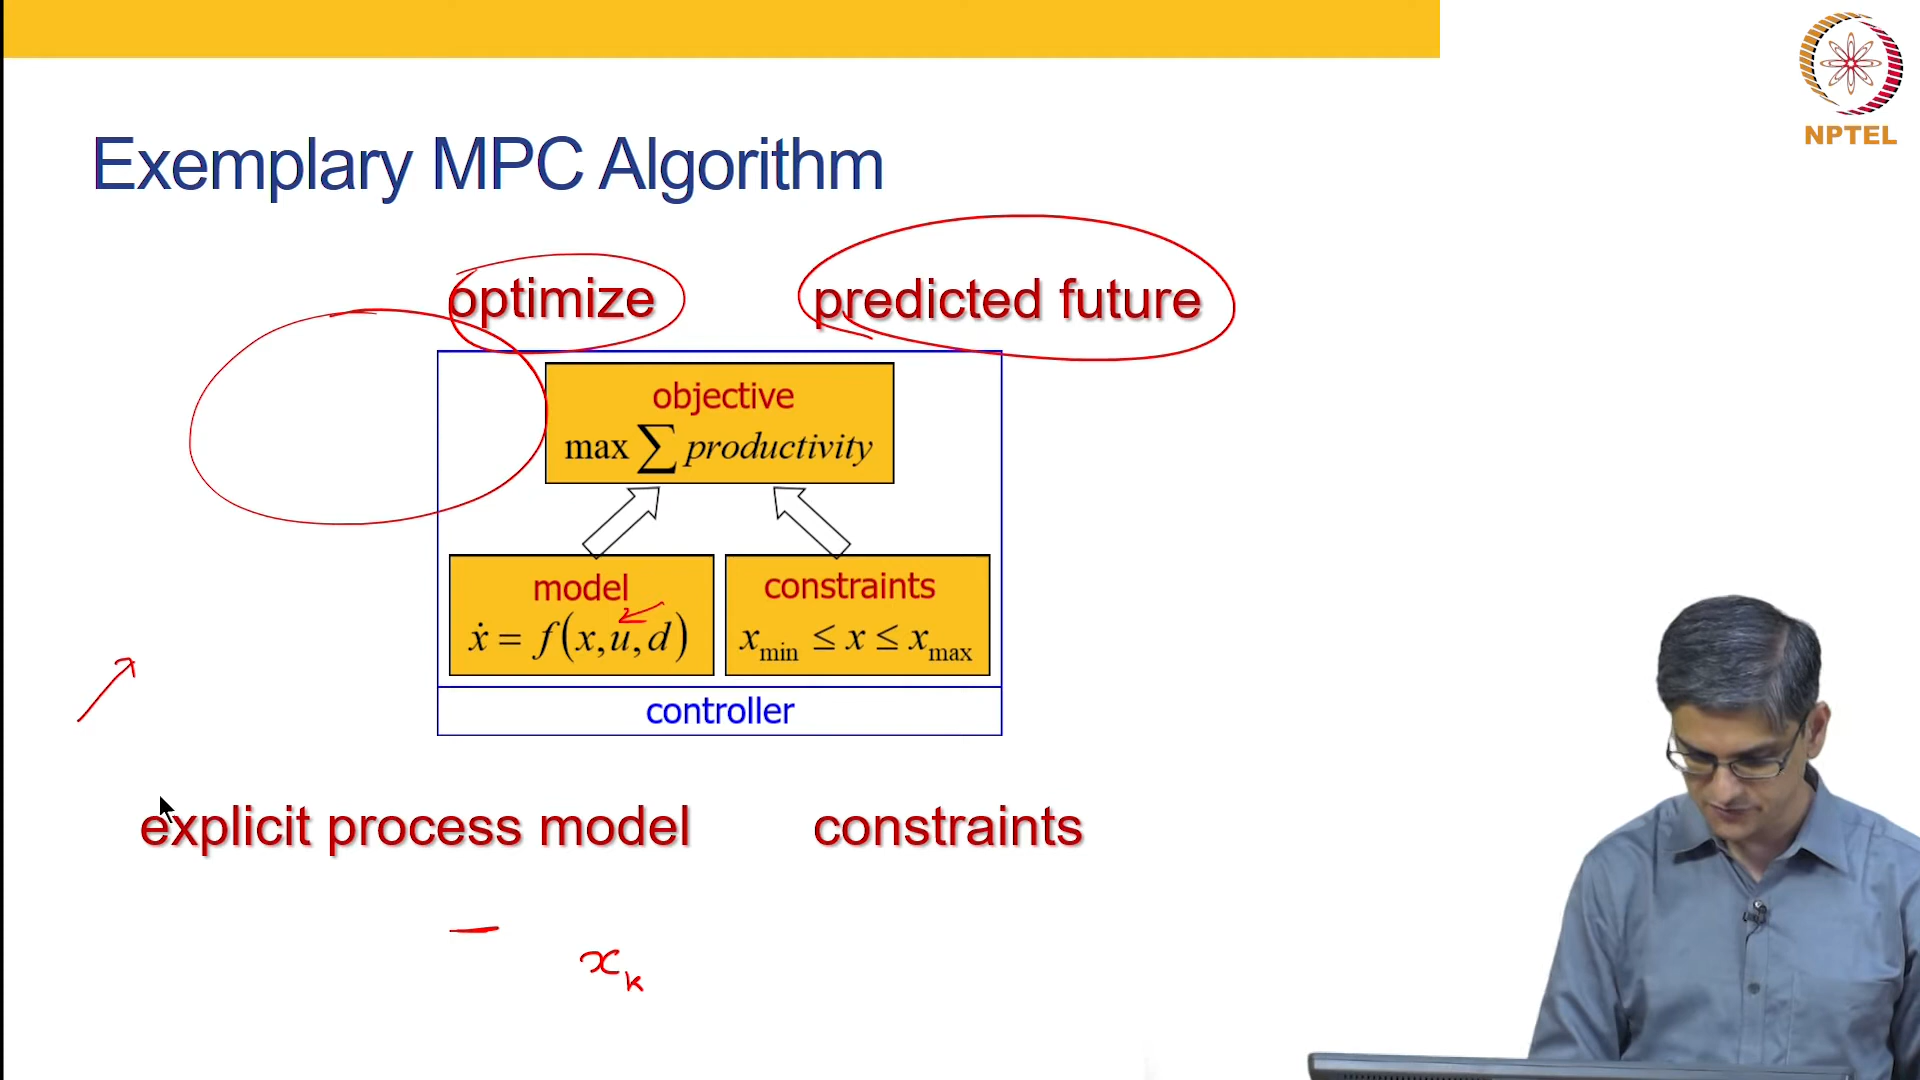 NPTEL
Exemplary MPC Algorithm
optimize predicted future
objective
max ∑ productivity
model
ẋ = f(x,u,d)
constraints
x_min ≤ x ≤ x_max
controller
explicit process model constraints
x_k